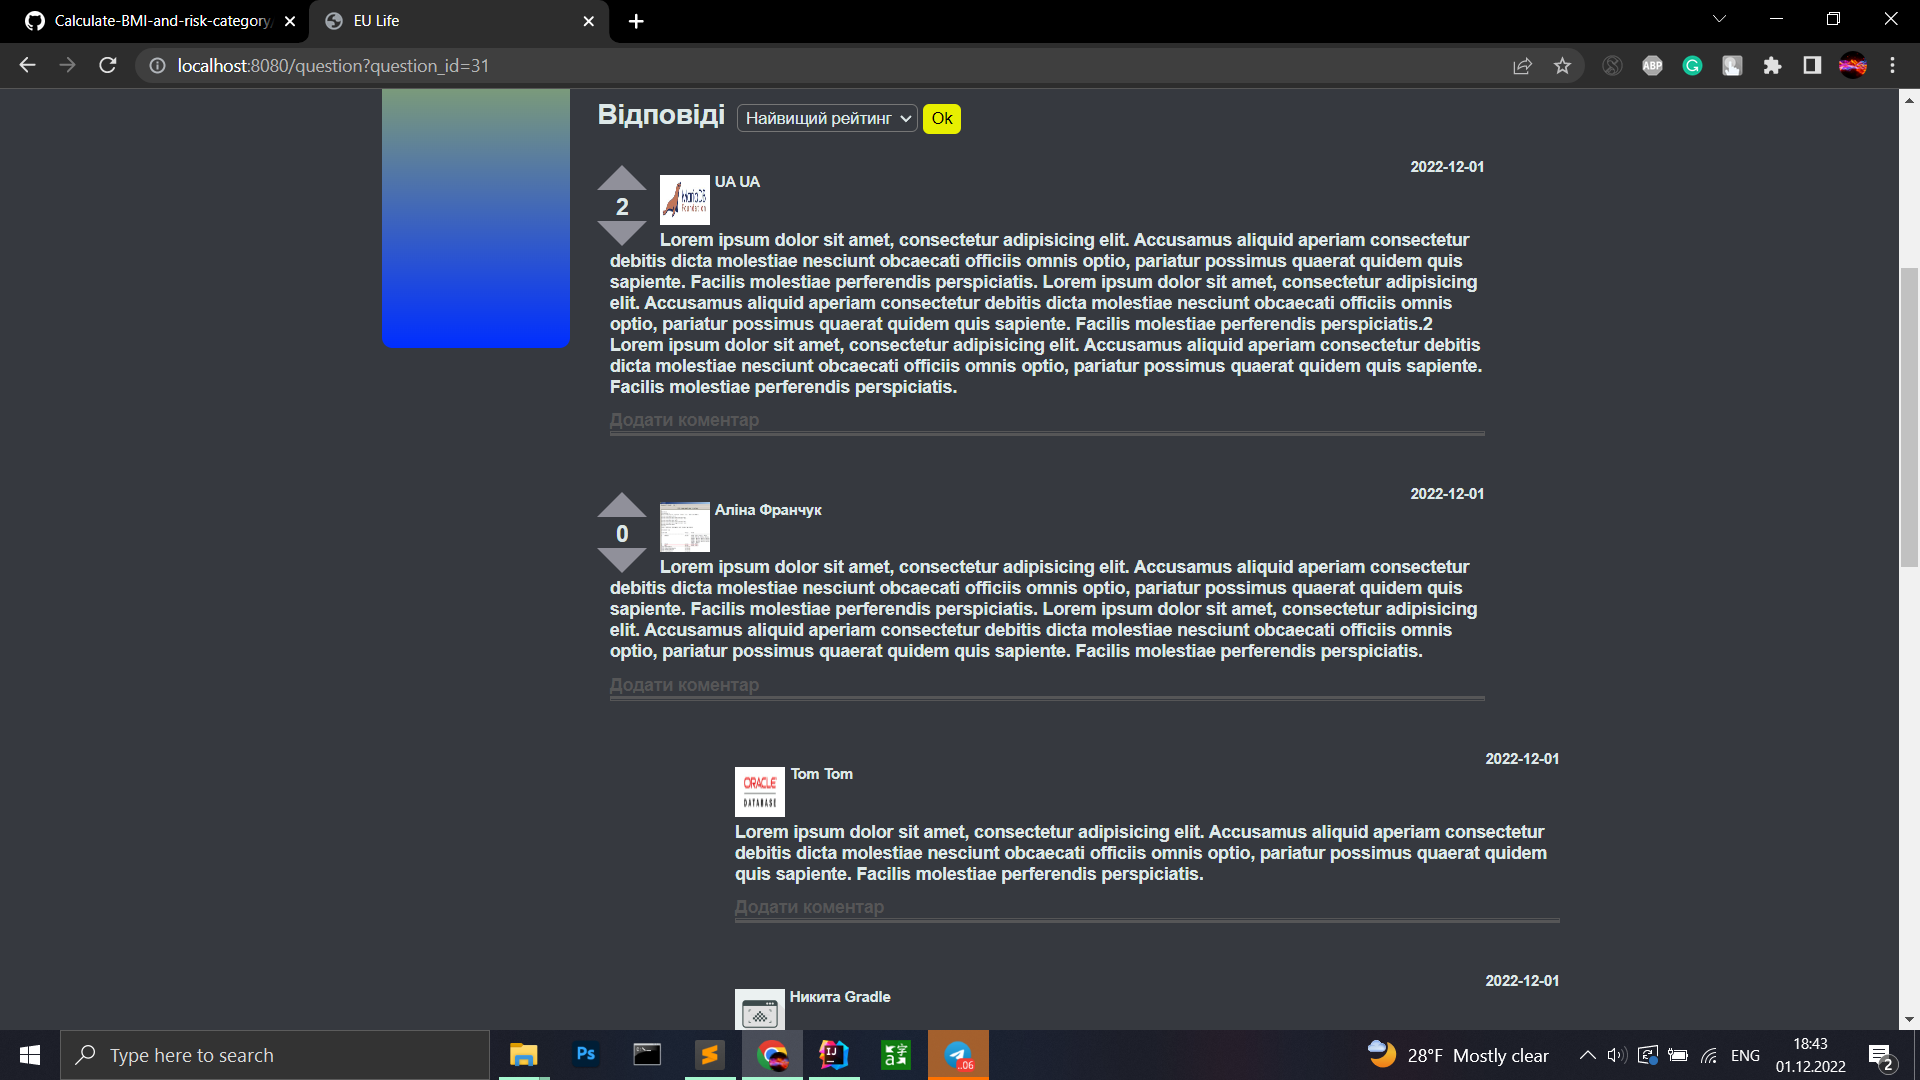 Calculate-BMI-and-risk-category
EU Life
localhost:8080/question?question_id=31
ABP
Відповіді
Найвищий рейтинг
Ok
2022-12-01
UA UA
MariaDB
Foundation
2
Lorem ipsum dolor sit amet, consectetur adipisicing elit. Accusamus aliquid aperiam consectetur
debitis dicta molestiae nesciunt obcaecati officiis omnis optio, pariatur possimus quaerat quidem quis
sapiente. Facilis molestiae perferendis perspiciatis. Lorem ipsum dolor sit amet, consectetur adipisicing
elit. Accusamus aliquid aperiam consectetur debitis dicta molestiae nesciunt obcaecati officiis omnis
optio, pariatur possimus quaerat quidem quis sapiente. Facilis molestiae perferendis perspiciatis.2
Lorem ipsum dolor sit amet, consectetur adipisicing elit. Accusamus aliquid aperiam consectetur debitis
dicta molestiae nesciunt obcaecati officiis omnis optio, pariatur possimus quaerat quidem quis sapiente.
Facilis molestiae perferendis perspiciatis.
Додати коментар
2022-12-01
Аліна Франчук
0
Lorem ipsum dolor sit amet, consectetur adipisicing elit. Accusamus aliquid aperiam consectetur
debitis dicta molestiae nesciunt obcaecati officiis omnis optio, pariatur possimus quaerat quidem quis
sapiente. Facilis molestiae perferendis perspiciatis. Lorem ipsum dolor sit amet, consectetur adipisicing
elit. Accusamus aliquid aperiam consectetur debitis dicta molestiae nesciunt obcaecati officiis omnis
optio, pariatur possimus quaerat quidem quis sapiente. Facilis molestiae perferendis perspiciatis.
Додати коментар
2022-12-01
Tom Tom
ORACLE
DATABASE
Lorem ipsum dolor sit amet, consectetur adipisicing elit. Accusamus aliquid aperiam consectetur
debitis dicta molestiae nesciunt obcaecati officiis omnis optio, pariatur possimus quaerat quidem
quis sapiente. Facilis molestiae perferendis perspiciatis.
Додати коментар
2022-12-01
Никита Gradle
Type here to search
Ps
IJ
..06
28°F Mostly clear
ENG
18:43
01.12.2022
2